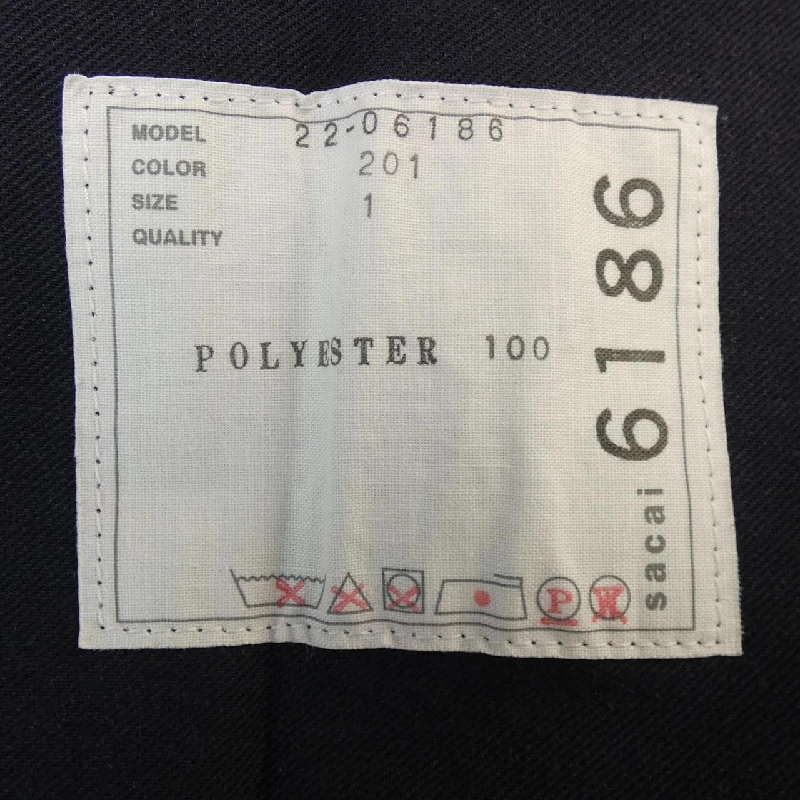 MODEL 22-06186
COLOR 201
SIZE 1
QUALITY
POLYESTER 100
P W
sacai 6186